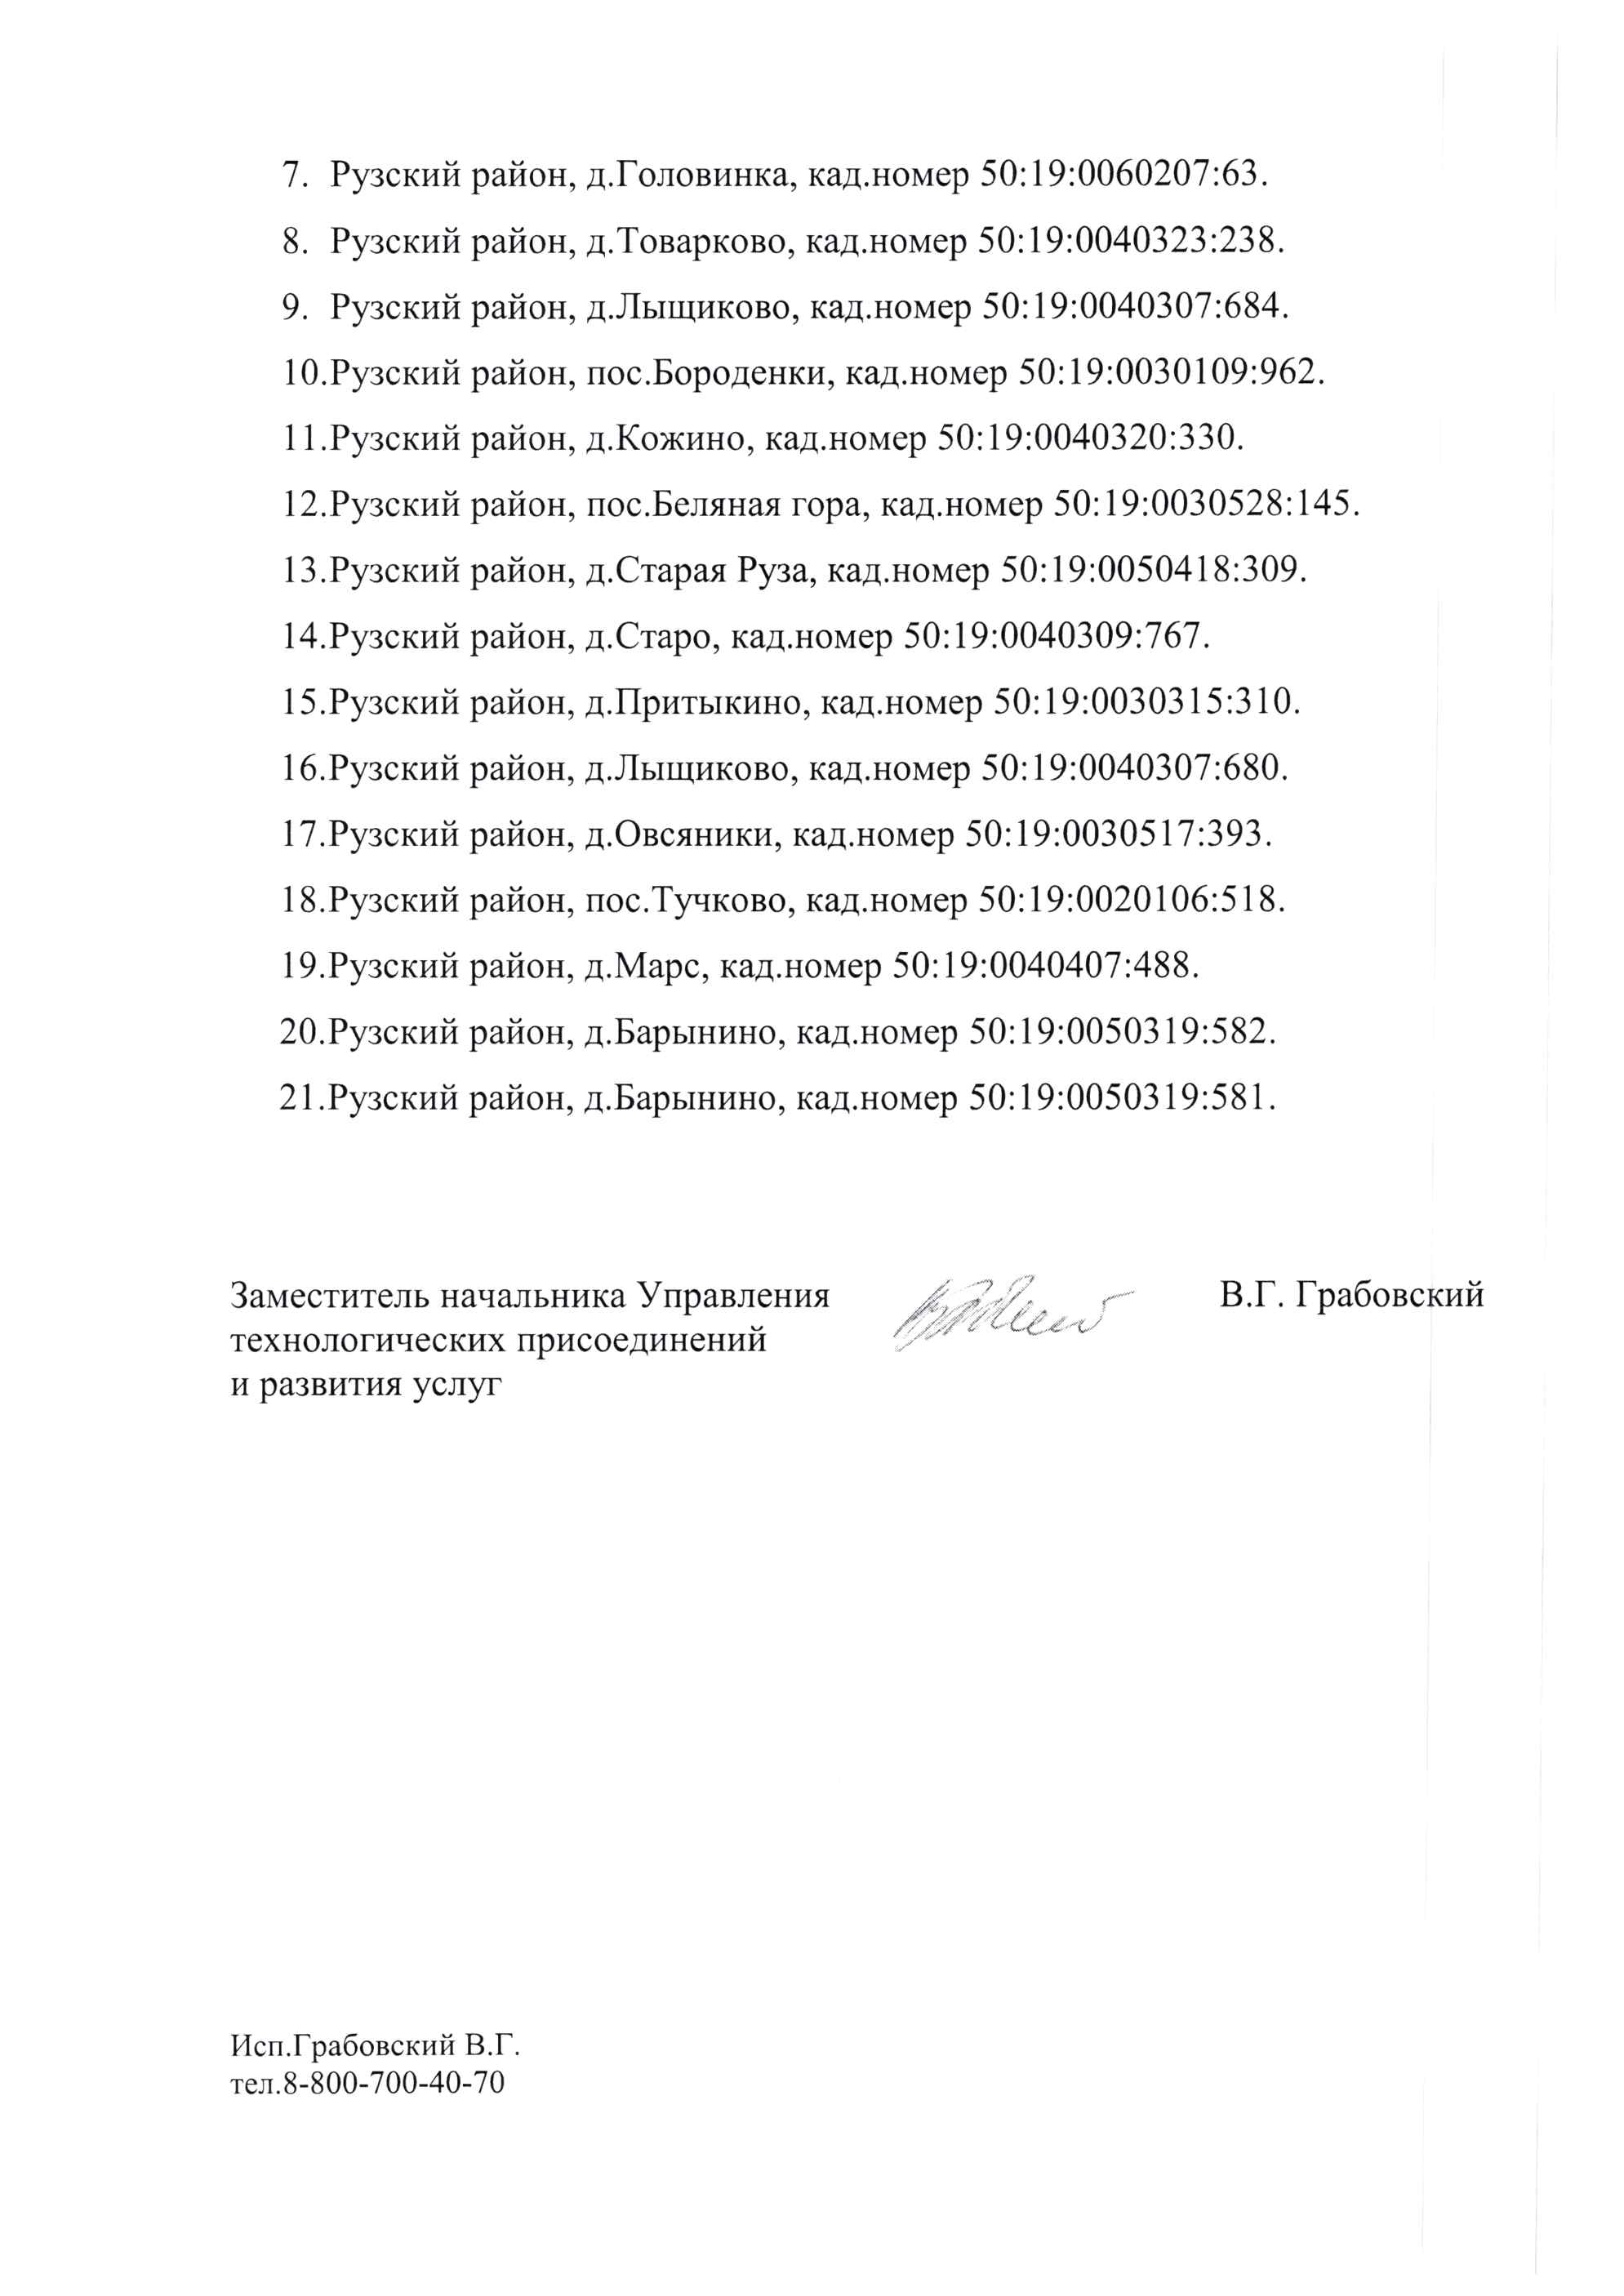 7. Рузский район, д.Головинка, кад.номер 50:19:0060207:63.
8. Рузский район, д.Товарково, кад.номер 50:19:0040323:238.
9. Рузский район, д.Лыщиково, кад.номер 50:19:0040307:684.
10.Рузский район, пос.Бороденки, кад.номер 50:19:0030109:962.
11.Рузский район, д.Кожино, кад.номер 50:19:0040320:330.
12.Рузский район, пос.Беляная гора, кад.номер 50:19:0030528:145.
13.Рузский район, д.Старая Руза, кад.номер 50:19:0050418:309.
14.Рузский район, д.Старо, кад.номер 50:19:0040309:767.
15.Рузский район, д.Притыкино, кад.номер 50:19:0030315:310.
16.Рузский район, д.Лыщиково, кад.номер 50:19:0040307:680.
17.Рузский район, д.Овсяники, кад.номер 50:19:0030517:393.
18.Рузский район, пос.Тучково, кад.номер 50:19:0020106:518.
19.Рузский район, д.Марс, кад.номер 50:19:0040407:488.
20.Рузский район, д.Барынино, кад.номер 50:19:0050319:582.
21.Рузский район, д.Барынино, кад.номер 50:19:0050319:581.
Заместитель начальника Управления В.Г. Грабовский
технологических присоединений
и развития услуг
Исп.Грабовский В.Г.
тел.8-800-700-40-70